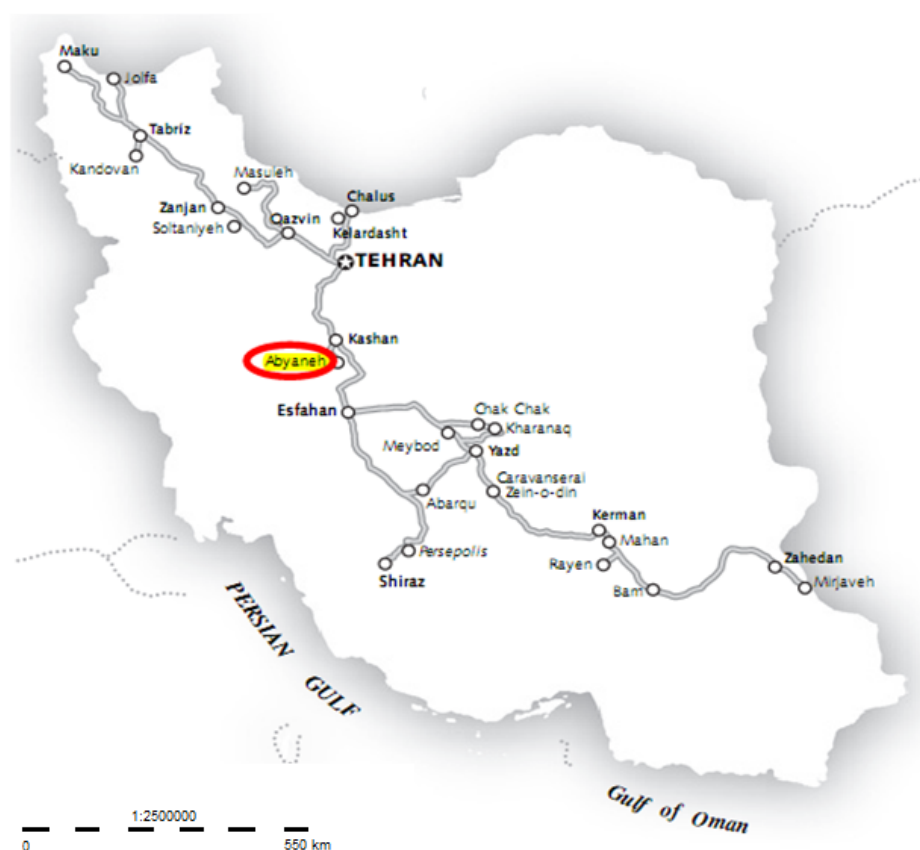 Maku
Jolfa
Tabriz
Kandovan
Masuleh
Zanjan
Soltaniyeh
Qazvin
Chalus
Kelardasht
TEHRAN
Kashan
Abyaneh
Esfahan
Chak Chak
Kharanaq
Meybod
Yazd
Caravanserai
Zein-o-din
Abarqu
Kerman
Mahan
Persepolis
Shiraz
Rayen
Bam
Zahedan
Mirjaveh
PERSIAN GULF
Gulf of Oman
1:2500000
0 550 km